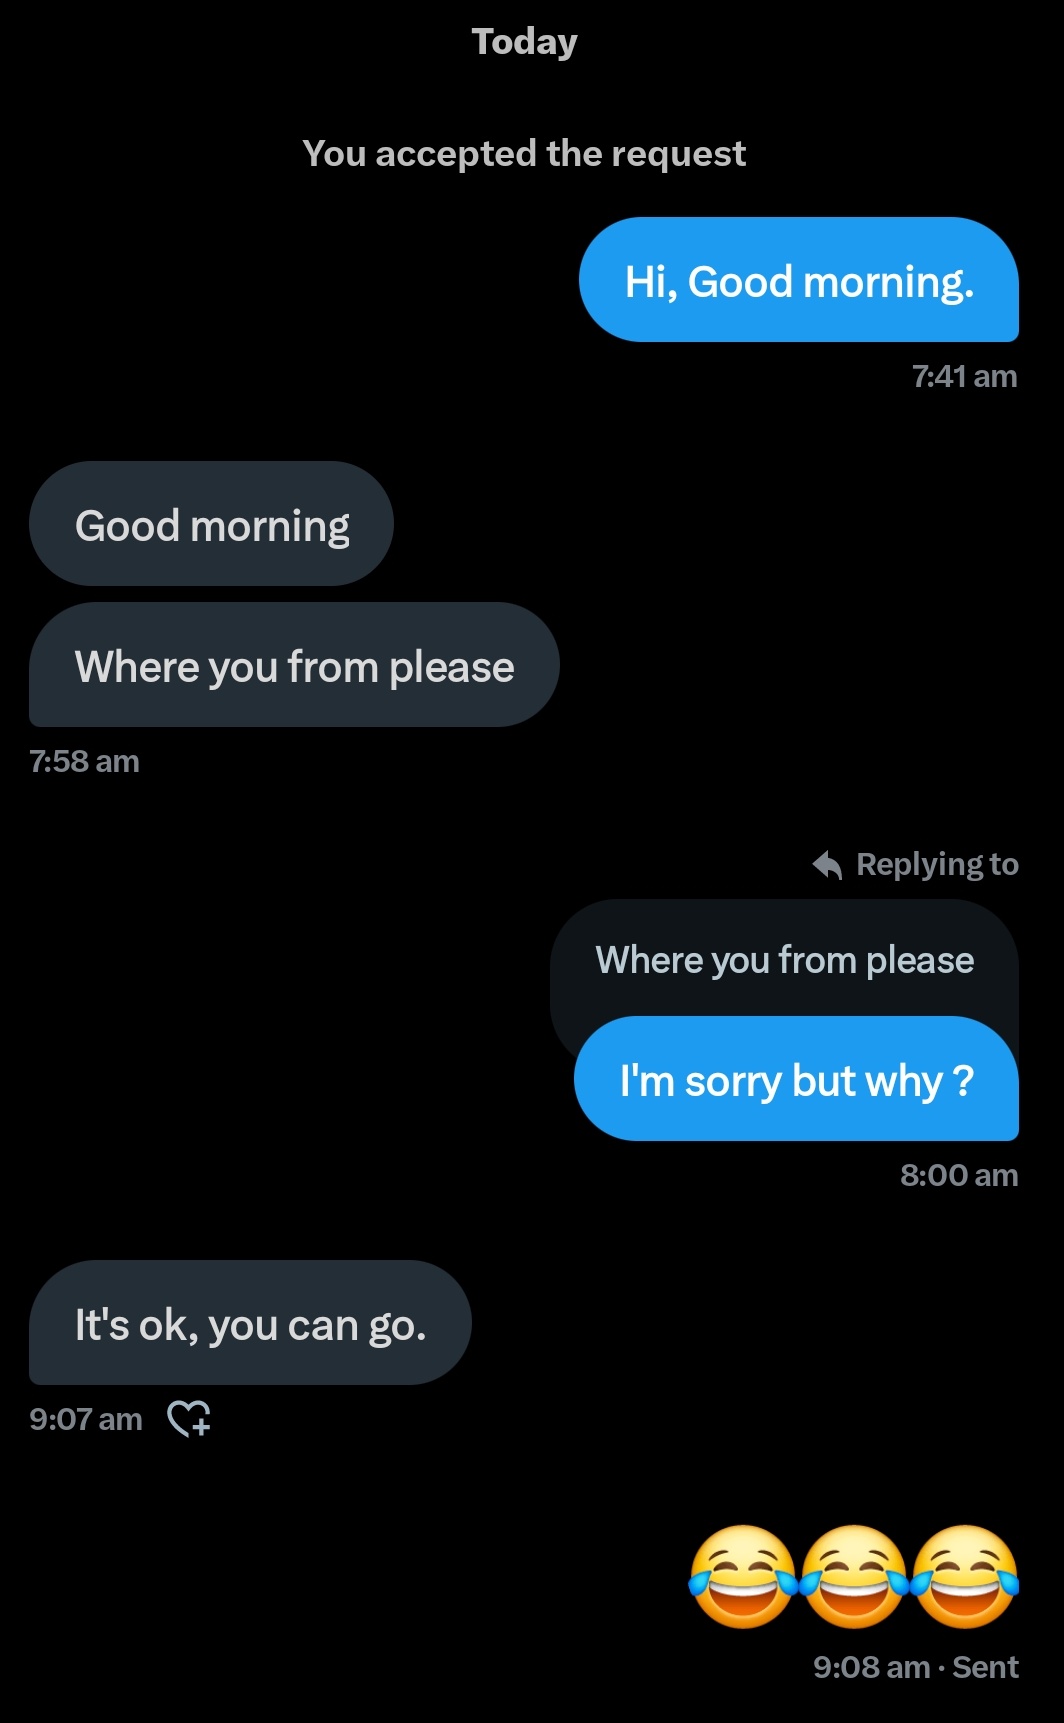 Today
You accepted the request
Hi, Good morning.
7:41 am
Good morning
Where you from please
7:58 am
Replying to
Where you from please
I'm sorry but why ?
8:00 am
It's ok, you can go.
9:07 am
😂😂😂
9:08 am · Sent